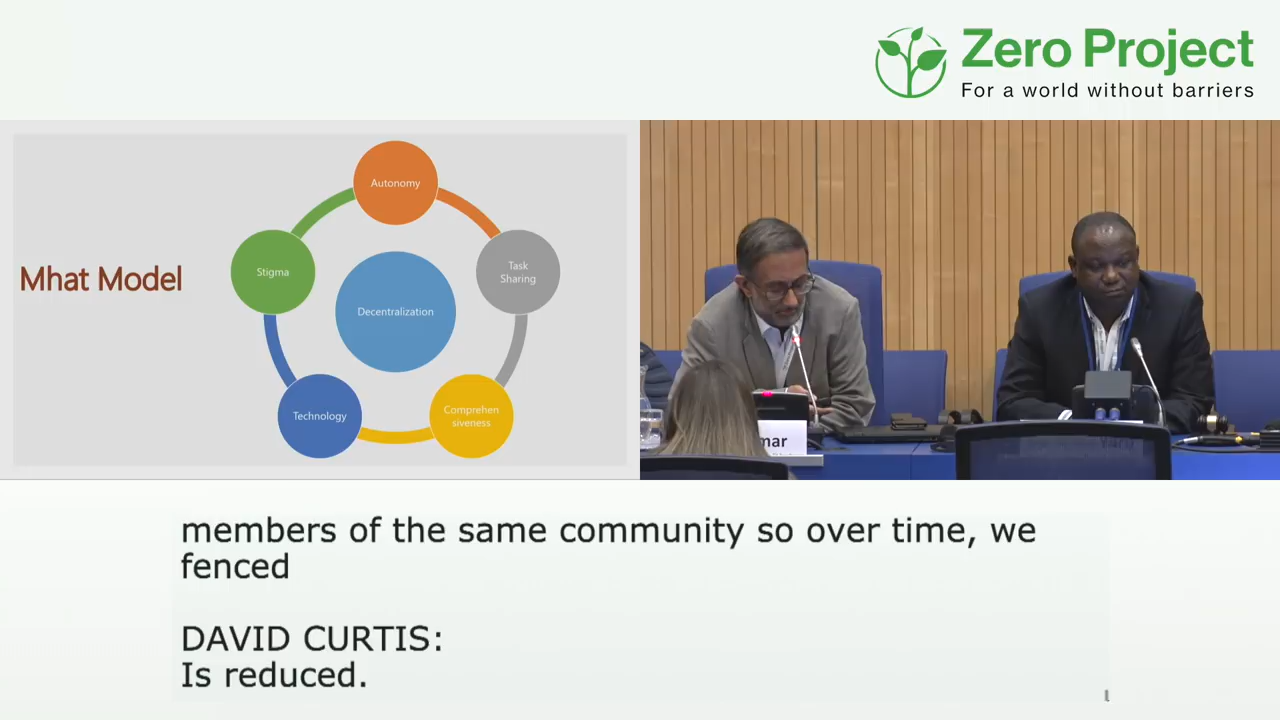 Zero Project
For a world without barriers
Mhat Model
Autonomy
Task
Sharing
Comprehen
siveness
Technology
Stigma
Decentralization
mar
members of the same community so over time, we
fenced
DAVID CURTIS:
Is reduced.